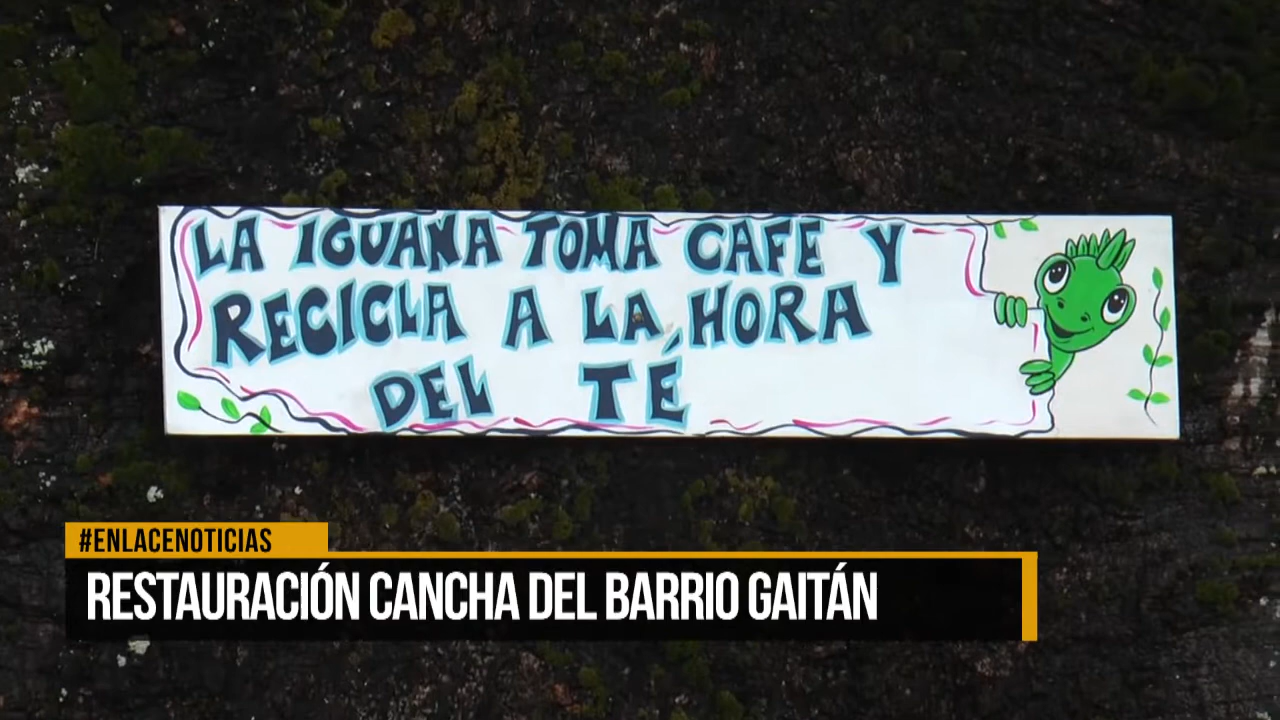 LA IGUANA TOMA CAFE Y
RECICLA A LA HORA
DEL TÉ
#ENLACENOTICIAS
RESTAURACIÓN CANCHA DEL BARRIO GAITÁN